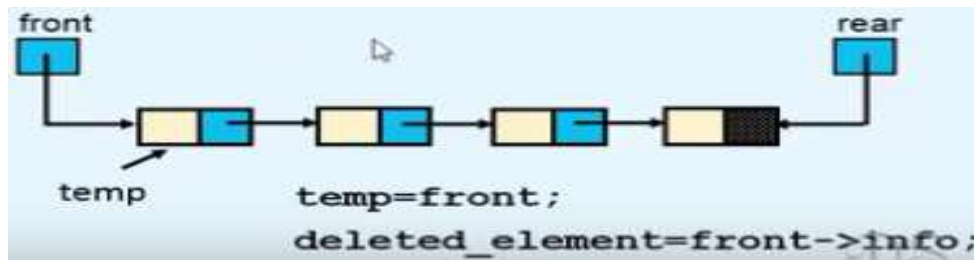 front rear
temp
temp=front;
deleted_element=front->info;